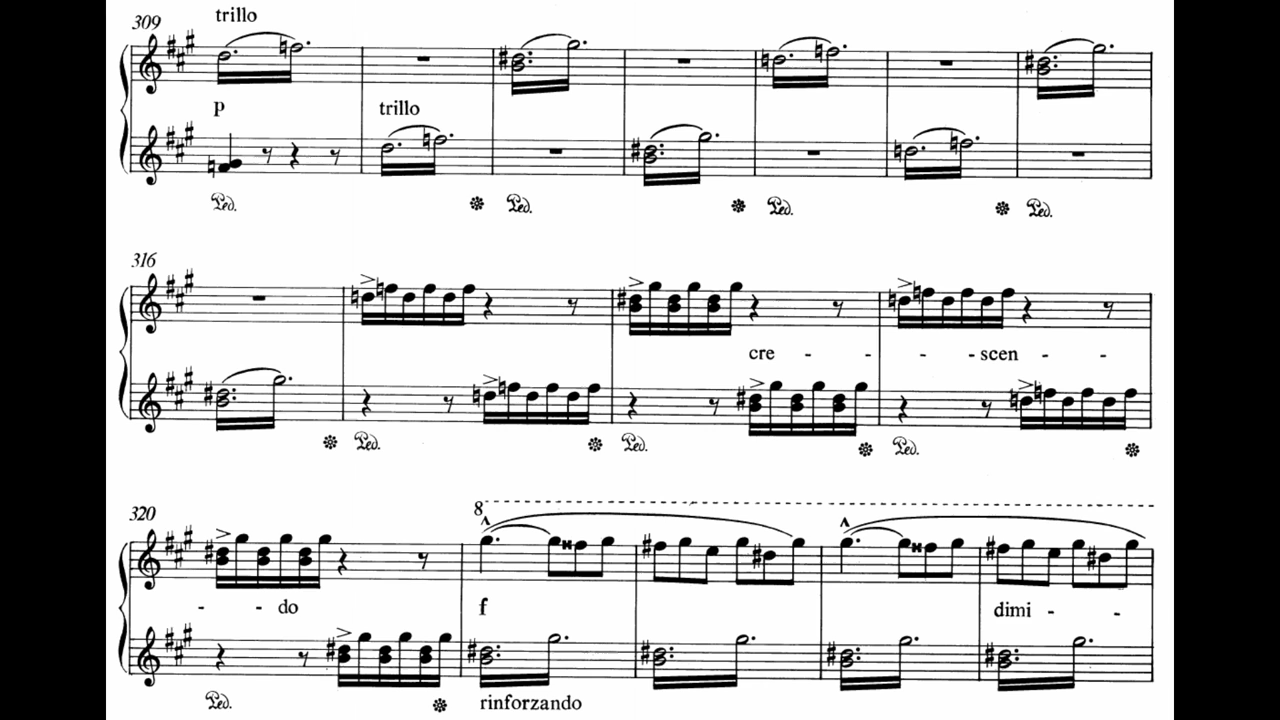 309
trillo
p
trillo
Ped. Ped. Ped. Ped.
316
cre - - - - scen - - -
Ped. Ped. Ped.
320
8
- - do f dimi - -
Ped. rinforzando